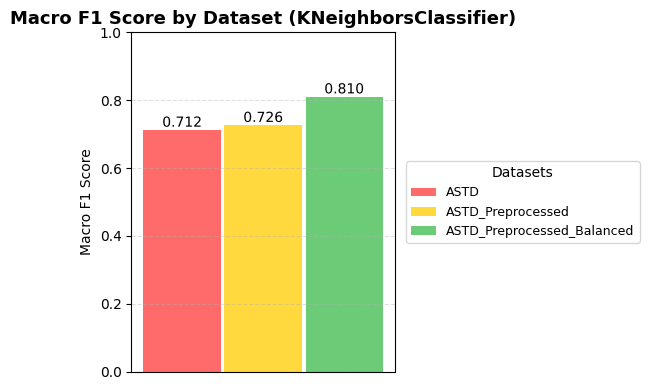 Macro F1 Score by Dataset (KNeighborsClassifier)
1.0
0.8
0.6
0.4
0.2
0.0
Macro F1 Score
0.712
0.726
0.810
Datasets
ASTD
ASTD_Preprocessed
ASTD_Preprocessed_Balanced